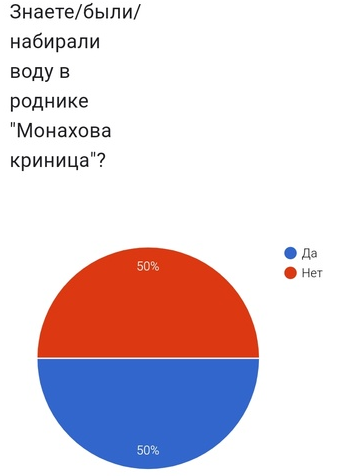 Знаете/были/
набирали
воду в
роднике
"Монахова
криница"?
Да
Нет
50%
50%